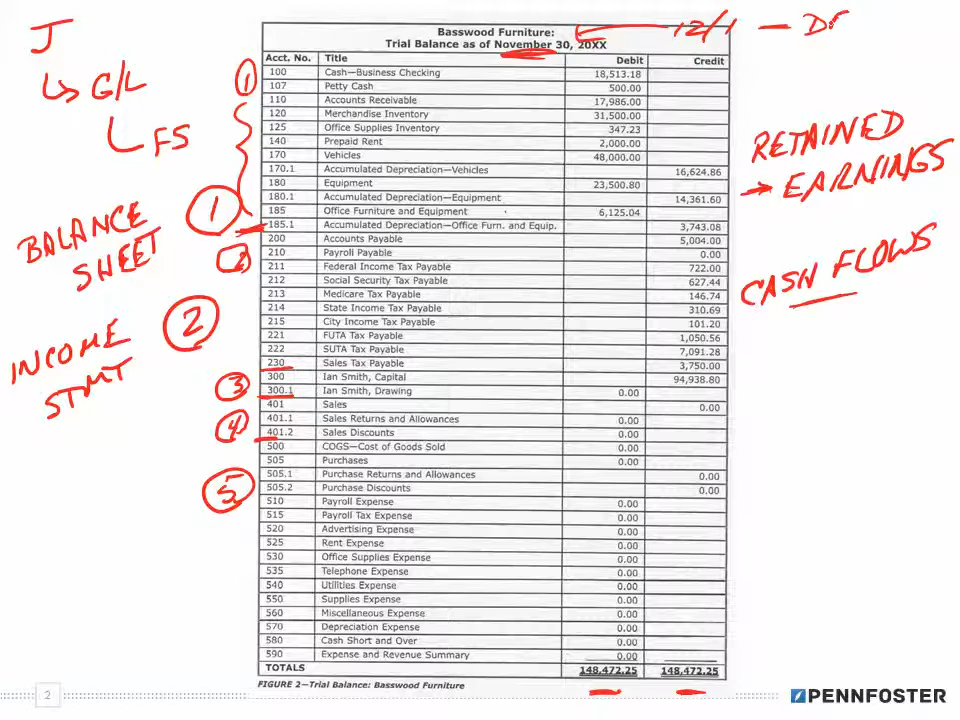 J
↳ G/L
FS
12/1 — DE
Basswood Furniture:
Trial Balance as of November 30, 20XX
Acct. No. Title Debit Credit
100 Cash—Business Checking 18,513.18
107 Petty Cash 500.00
110 Accounts Receivable 17,986.00
120 Merchandise Inventory 31,500.00
125 Office Supplies Inventory 347.23
140 Prepaid Rent 2,000.00
170 Vehicles 48,000.00
170.1 Accumulated Depreciation—Vehicles 16,624.86
180 Equipment 23,500.80
180.1 Accumulated Depreciation—Equipment 14,361.60
185 Office Furniture and Equipment 6,125.04
185.1 Accumulated Depreciation—Office Furn. and Equip. 3,743.08
200 Accounts Payable 5,004.00
210 Payroll Payable 0.00
211 Federal Income Tax Payable 722.00
212 Social Security Tax Payable 627.44
213 Medicare Tax Payable 146.74
214 State Income Tax Payable 310.69
215 City Income Tax Payable 101.20
221 FUTA Tax Payable 1,050.56
222 SUTA Tax Payable 7,091.28
230 Sales Tax Payable 3,750.00
300 Ian Smith, Capital 94,938.80
300.1 Ian Smith, Drawing 0.00
401 Sales 0.00
401.1 Sales Returns and Allowances 0.00
401.2 Sales Discounts 0.00
500 COGS—Cost of Goods Sold 0.00
505 Purchases 0.00
505.1 Purchase Returns and Allowances 0.00
505.2 Purchase Discounts 0.00
510 Payroll Expense 0.00
515 Payroll Tax Expense 0.00
520 Advertising Expense 0.00
525 Rent Expense 0.00
530 Office Supplies Expense 0.00
535 Telephone Expense 0.00
540 Utilities Expense 0.00
550 Supplies Expense 0.00
560 Miscellaneous Expense 0.00
570 Depreciation Expense 0.00
580 Cash Short and Over 0.00
590 Expense and Revenue Summary 0.00
TOTALS 148,472.25 148,472.25
FIGURE 2—Trial Balance: Basswood Furniture
1
2
3
4
5
BALANCE
SHEET
1
INCOME
STMT
2
RETAINED
→ EARNINGS
CASH FLOWS
2
PENNFOSTER